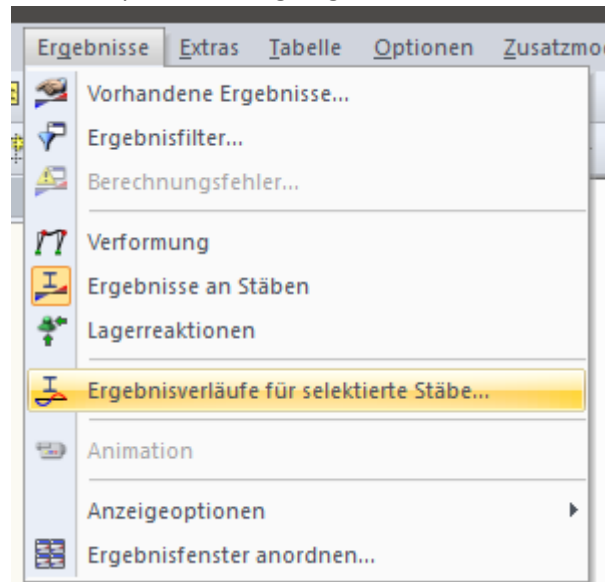 Ergebnisse Extras Tabelle Optionen
Vorhandene Ergebnisse...
Ergebnisfilter...
Berechnungsfehler...
Verformung
Ergebnisse an Stäben
Lagerreaktionen
Ergebnisverläufe für selektierte Stäbe...
Animation
Anzeigeoptionen
Ergebnisfenster anordnen...